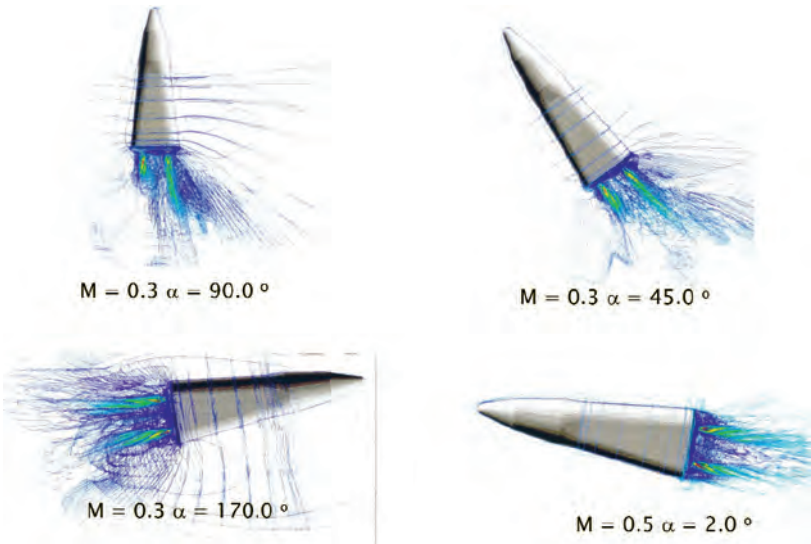 M = 0.3 α = 90.0 º
M = 0.3 α = 45.0 º
M = 0.3 α = 170.0 º
M = 0.5 α = 2.0 º